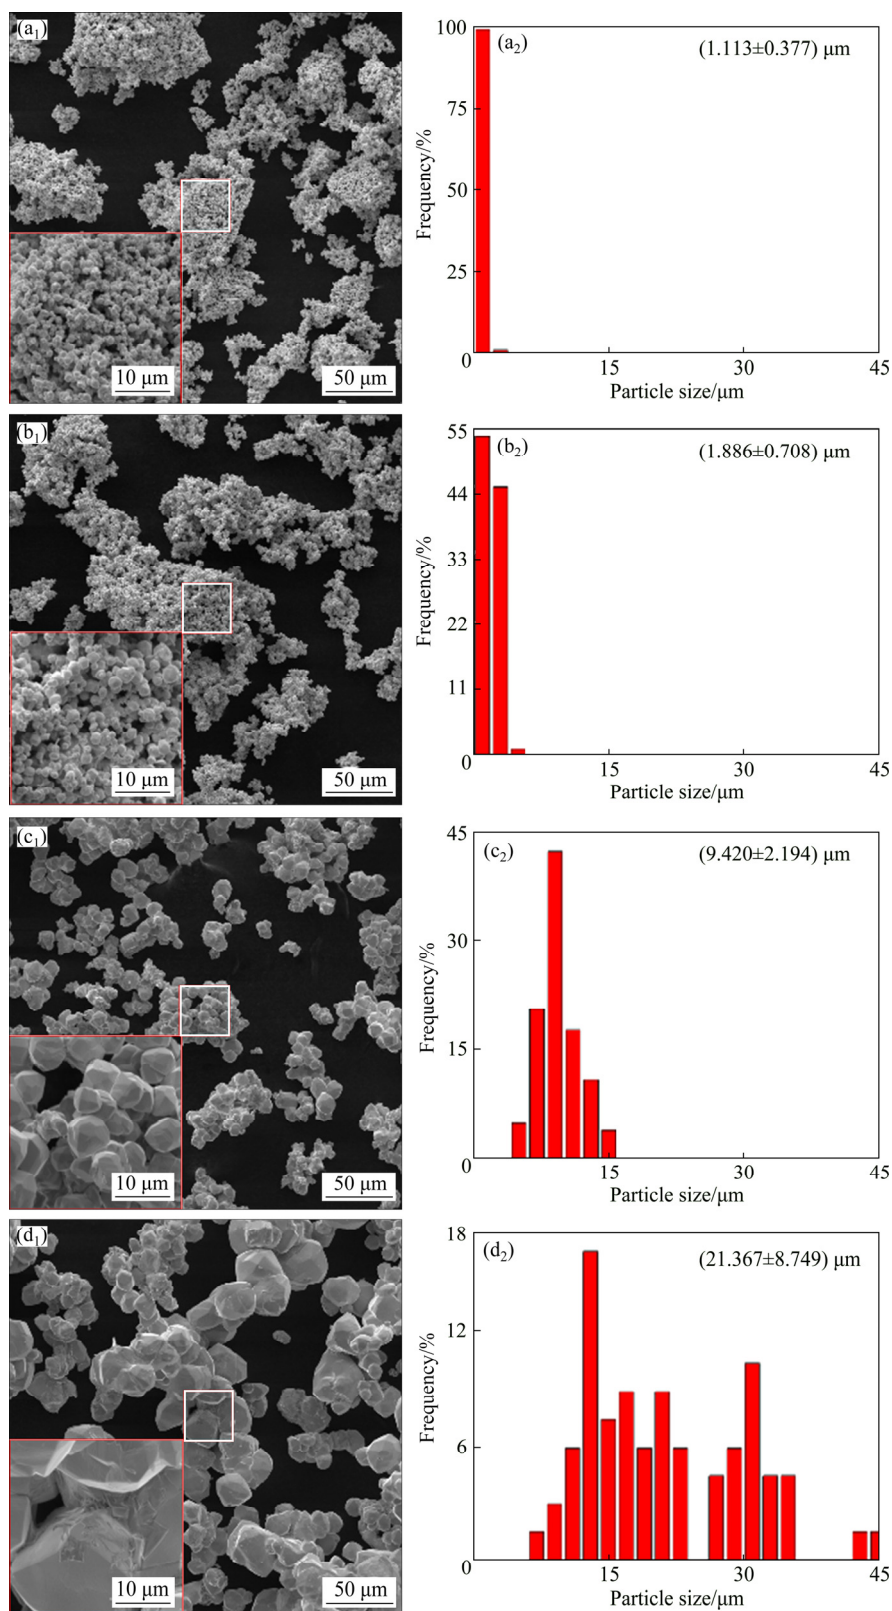 (a1)
10 μm
50 μm
(a2)
(1.113±0.377) μm
100
75
50
25
0
15
30
45
Frequency/%
Particle size/μm
(b1)
10 μm
50 μm
(b2)
(1.886±0.708) μm
55
44
33
22
11
0
15
30
45
Frequency/%
Particle size/μm
(c1)
10 μm
50 μm
(c2)
(9.420±2.194) μm
45
30
15
0
15
30
45
Frequency/%
Particle size/μm
(d1)
10 μm
50 μm
(d2)
(21.367±8.749) μm
18
12
6
0
15
30
45
Frequency/%
Particle size/μm